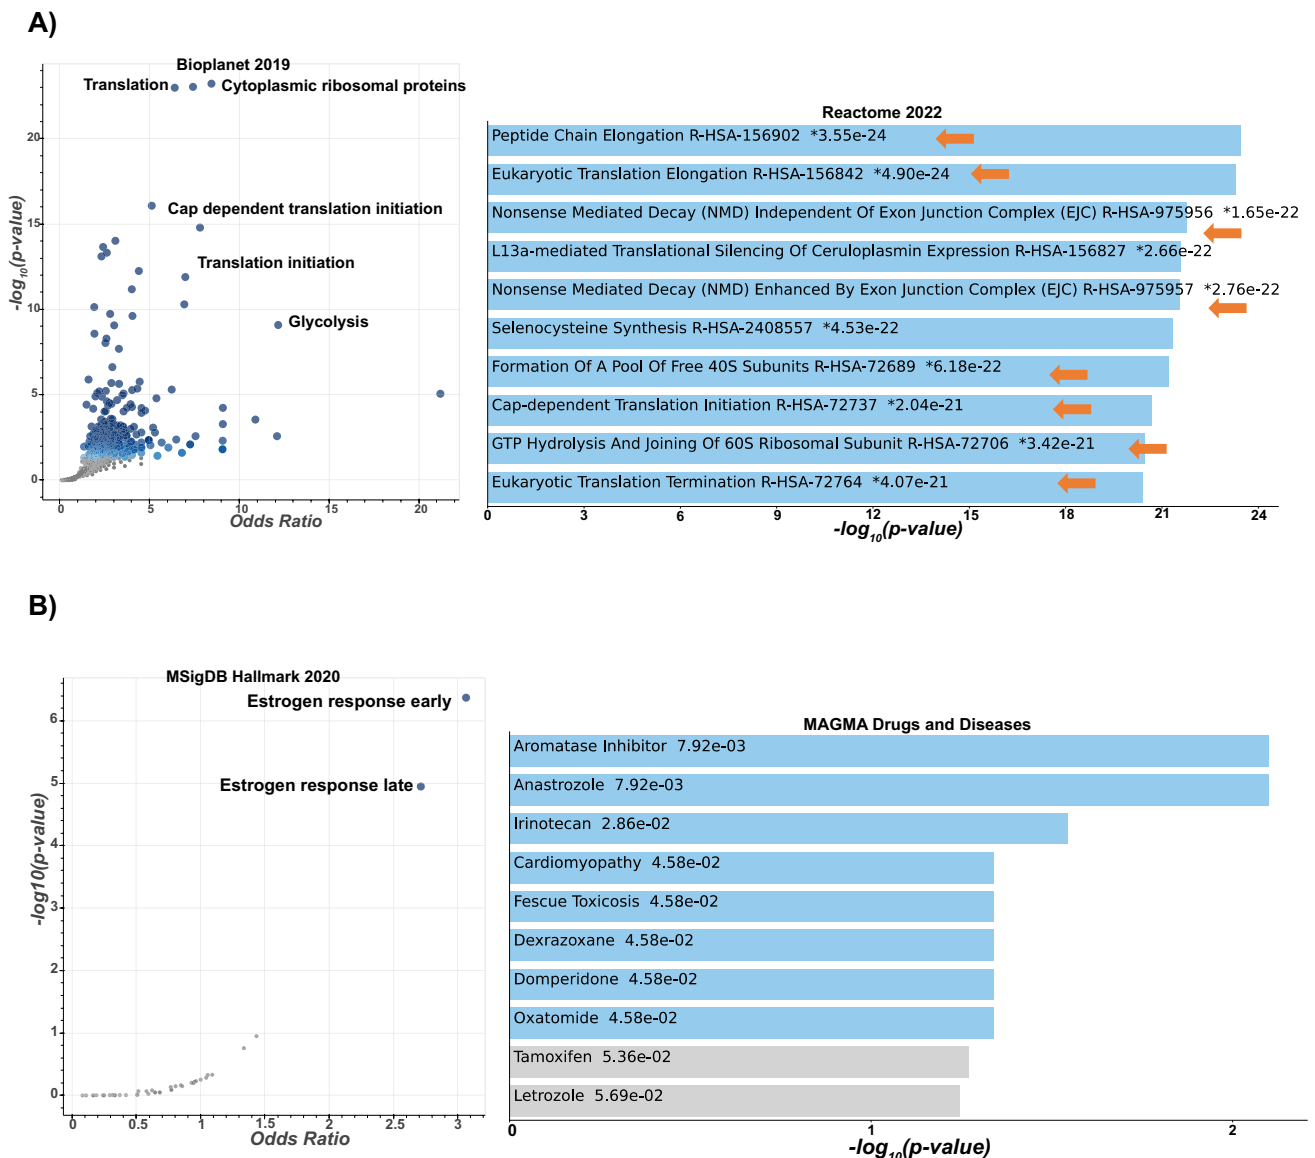 A)
Bioplanet 2019
Translation
Cytoplasmic ribosomal proteins
Cap dependent translation initiation
Translation initiation
Glycolysis
20
15
10
5
0
-log10(p-value)
0
5
10
15
20
Odds Ratio
Reactome 2022
Peptide Chain Elongation R-HSA-156902 *3.55e-24
Eukaryotic Translation Elongation R-HSA-156842 *4.90e-24
Nonsense Mediated Decay (NMD) Independent Of Exon Junction Complex (EJC) R-HSA-975956 *1.65e-22
L13a-mediated Translational Silencing Of Ceruloplasmin Expression R-HSA-156827 *2.66e-22
Nonsense Mediated Decay (NMD) Enhanced By Exon Junction Complex (EJC) R-HSA-975957 *2.76e-22
Selenocysteine Synthesis R-HSA-2408557 *4.53e-22
Formation Of A Pool Of Free 40S Subunits R-HSA-72689 *6.18e-22
Cap-dependent Translation Initiation R-HSA-72737 *2.04e-21
GTP Hydrolysis And Joining Of 60S Ribosomal Subunit R-HSA-72706 *3.42e-21
Eukaryotic Translation Termination R-HSA-72764 *4.07e-21
0
3
6
9
12
15
18
21
24
-log10(p-value)
B)
MSigDB Hallmark 2020
Estrogen response early
Estrogen response late
6
5
4
3
2
1
0
-log10(p-value)
0
0.5
1
1.5
2
2.5
3
Odds Ratio
MAGMA Drugs and Diseases
Aromatase Inhibitor 7.92e-03
Anastrozole 7.92e-03
Irinotecan 2.86e-02
Cardiomyopathy 4.58e-02
Fescue Toxicosis 4.58e-02
Dexrazoxane 4.58e-02
Domperidone 4.58e-02
Oxatomide 4.58e-02
Tamoxifen 5.36e-02
Letrozole 5.69e-02
0
1
2
-log10(p-value)